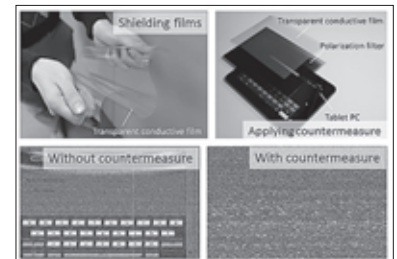 Shielding films
Transparent conductive film
Transparent conductive film
Polarization filter
Tablet PC
Applying countermeasure
Without countermeasure
With countermeasure